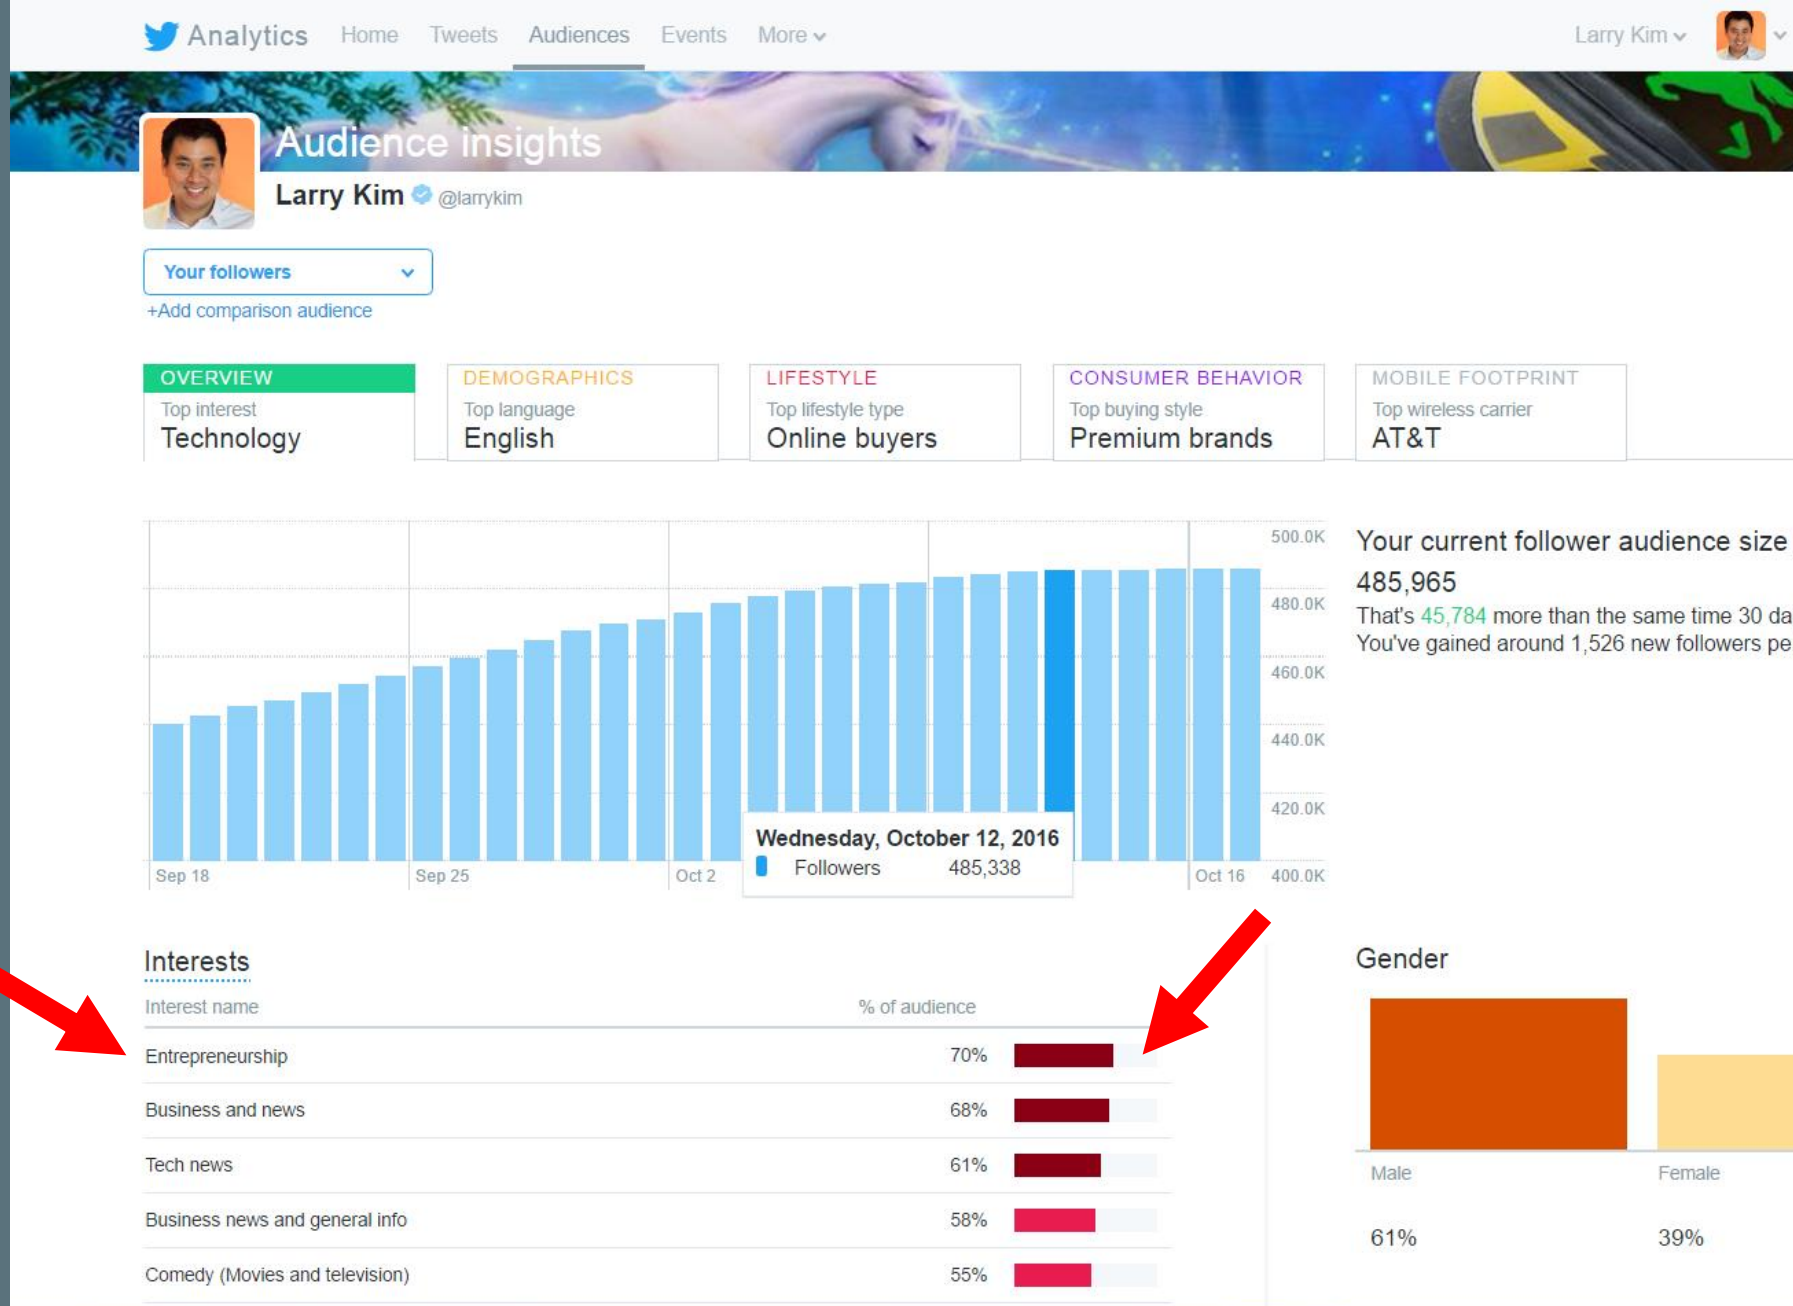 Analytics Home Tweets Audiences Events More Larry Kim
Audience insights
Larry Kim @larrykim
Your followers
+Add comparison audience
OVERVIEW
Top interest
Technology
DEMOGRAPHICS
Top language
English
LIFESTYLE
Top lifestyle type
Online buyers
CONSUMER BEHAVIOR
Top buying style
Premium brands
MOBILE FOOTPRINT
Top wireless carrier
AT&T
500.0K
480.0K
460.0K
440.0K
420.0K
400.0K
Sep 18 Sep 25 Oct 2 Oct 16
Wednesday, October 12, 2016
Followers 485,338
Your current follower audience size
485,965
That's 45,784 more than the same time 30 da
You've gained around 1,526 new followers pe
Interests
Interest name % of audience
Entrepreneurship 70%
Business and news 68%
Tech news 61%
Business news and general info 58%
Comedy (Movies and television) 55%
Gender
Male Female
61% 39%